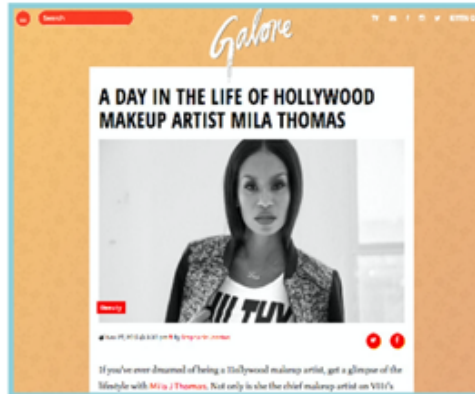 Search
Galore
A DAY IN THE LIFE OF HOLLYWOOD
MAKEUP ARTIST MILA THOMAS
Beauty
by
If you've ever dreamed of being a Hollywood makeup artist, get a glimpse of the
lifestyle with Mila J Thomas. Not only is she the chief makeup artist on VH1's